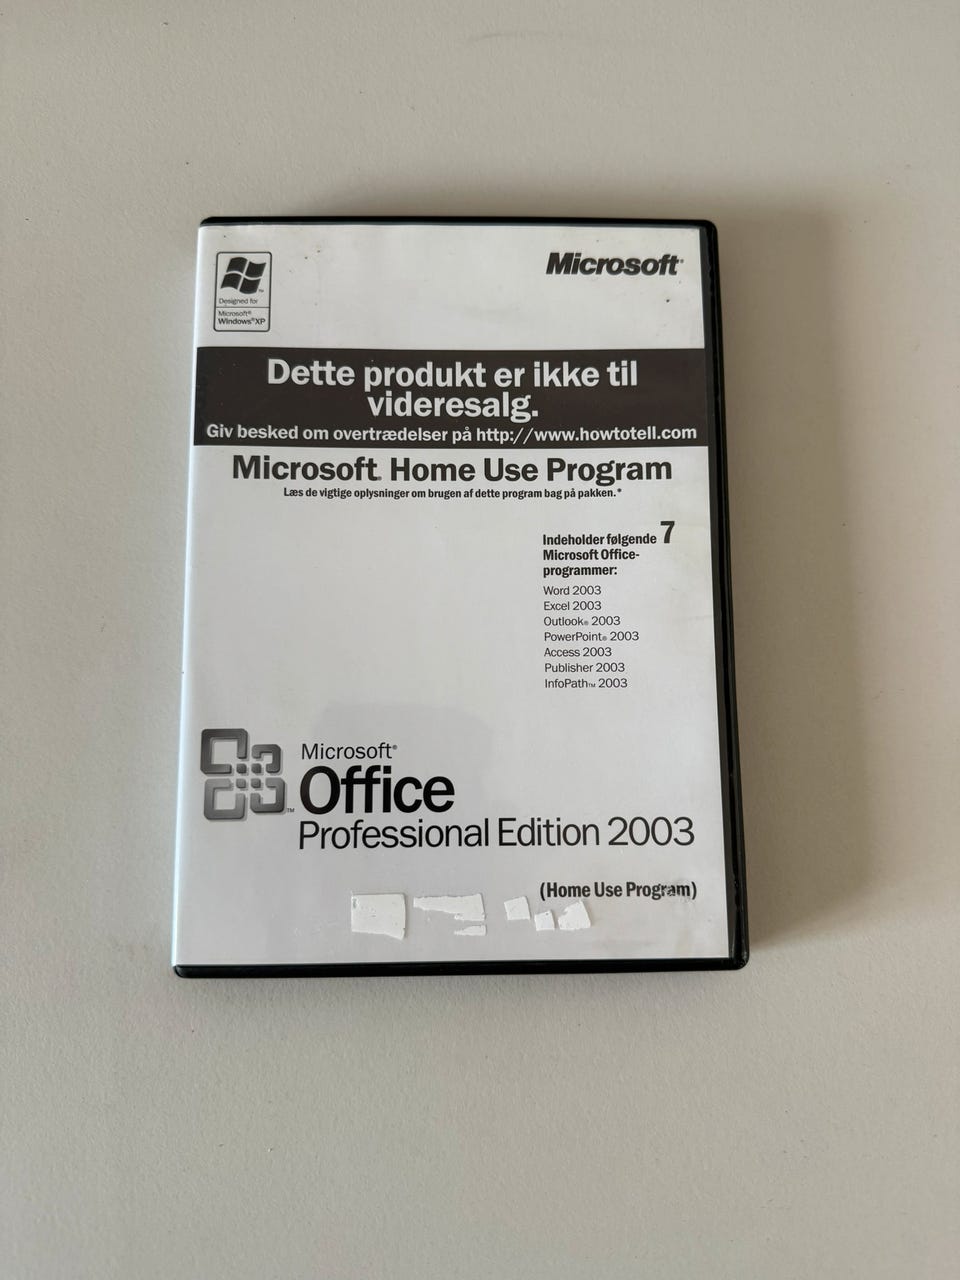 Microsoft®
Designed for
Microsoft®
Windows®XP
Dette produkt er ikke til
videresalg.
Giv besked om overtrædelser på http://www.howtotell.com
Microsoft® Home Use Program
Læs de vigtige oplysninger om brugen af dette program bag på pakken.*
Indeholder følgende 7
Microsoft Office-
programmer:
Word 2003
Excel 2003
Outlook® 2003
PowerPoint® 2003
Access 2003
Publisher 2003
InfoPath™ 2003
Microsoft®
Office
Professional Edition 2003
(Home Use Program)